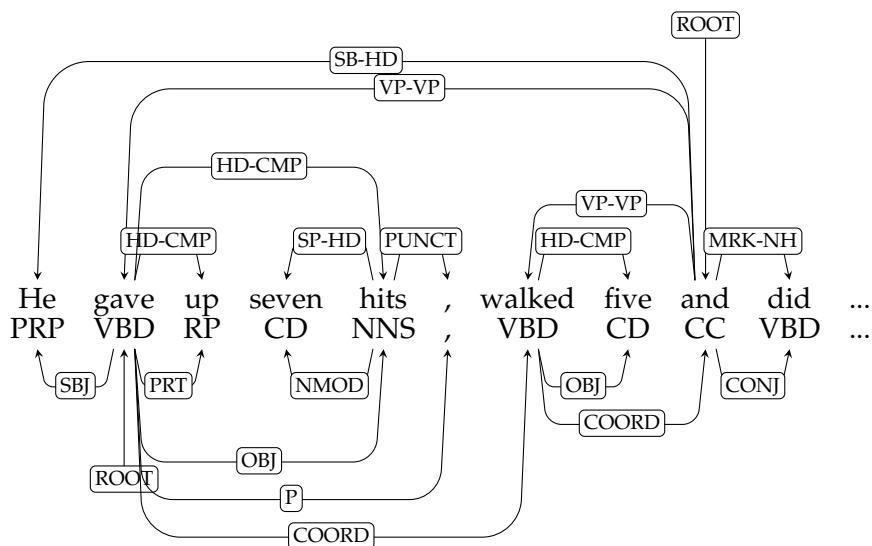 ROOT
SB-HD
VP-VP
HD-CMP
VP-VP
HD-CMP SP-HD PUNCT HD-CMP MRK-NH
He gave up seven hits , walked five and did ...
PRP VBD RP CD NNS , VBD CD CC VBD ...
SBJ PRT NMOD OBJ CONJ
COORD
OBJ
ROOT
P
COORD